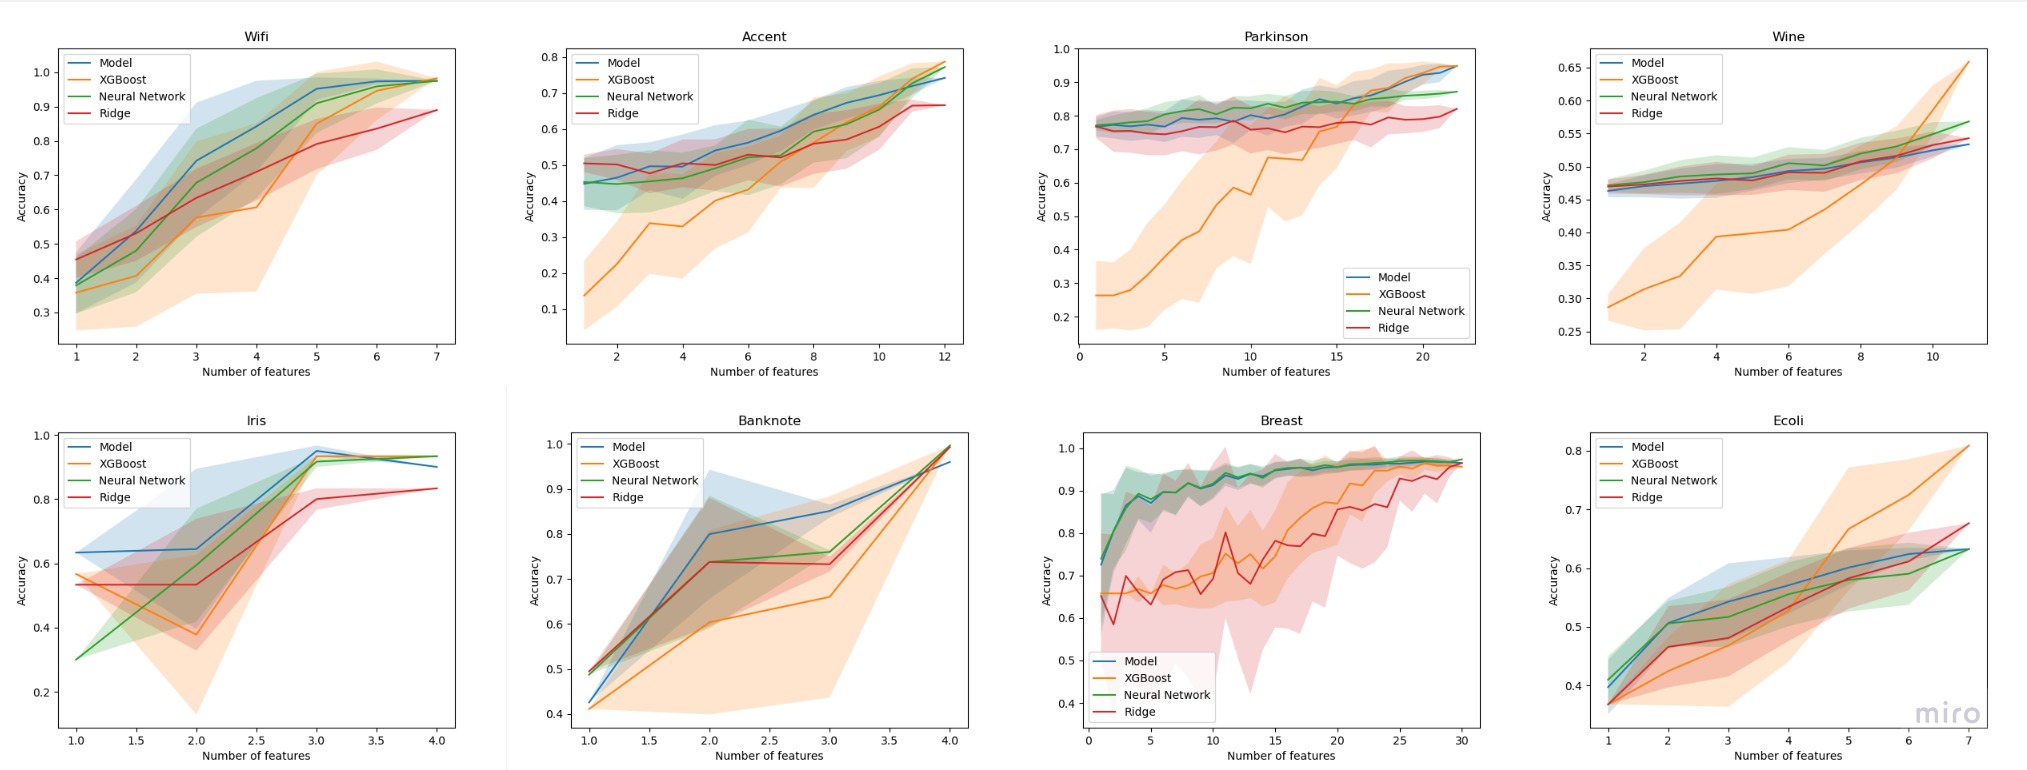 Wifi
Model
XGBoost
Neural Network
Ridge
Accuracy
1.0
0.9
0.8
0.7
0.6
0.5
0.4
0.3
1 2 3 4 5 6 7
Number of features
Accent
Model
XGBoost
Neural Network
Ridge
Accuracy
0.8
0.7
0.6
0.5
0.4
0.3
0.2
0.1
2 4 6 8 10 12
Number of features
Parkinson
Accuracy
1.0
0.9
0.8
0.7
0.6
0.5
0.4
0.3
0.2
Model
XGBoost
Neural Network
Ridge
0 5 10 15 20
Number of features
Wine
Model
XGBoost
Neural Network
Ridge
Accuracy
0.65
0.60
0.55
0.50
0.45
0.40
0.35
0.30
0.25
2 4 6 8 10
Number of features
Iris
Model
XGBoost
Neural Network
Ridge
Accuracy
1.0
0.8
0.6
0.4
0.2
1.0 1.5 2.0 2.5 3.0 3.5 4.0
Number of features
Banknote
Model
XGBoost
Neural Network
Ridge
Accuracy
1.0
0.9
0.8
0.7
0.6
0.5
0.4
1.0 1.5 2.0 2.5 3.0 3.5 4.0
Number of features
Breast
Accuracy
1.0
0.9
0.8
0.7
0.6
0.5
0.4
Model
XGBoost
Neural Network
Ridge
0 5 10 15 20 25 30
Number of features
Ecoli
Model
XGBoost
Neural Network
Ridge
Accuracy
0.8
0.7
0.6
0.5
0.4
miro
1 2 3 4 5 6 7
Number of features